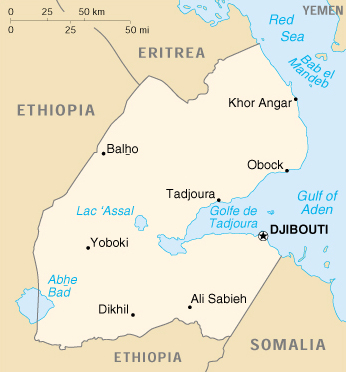 0 25 50 km
0 25 50 mi
YEMEN
Red
Sea
ERITREA
Bab el
Mandeb
ETHIOPIA
Khor Angar
Balho
Obock
Tadjoura
Lac ‘Assal
Golfe de
Tadjoura
Gulf of
Aden
DJIBOUTI
Yoboki
Abhe
Bad
Dikhil
Ali Sabieh
SOMALIA
ETHIOPIA